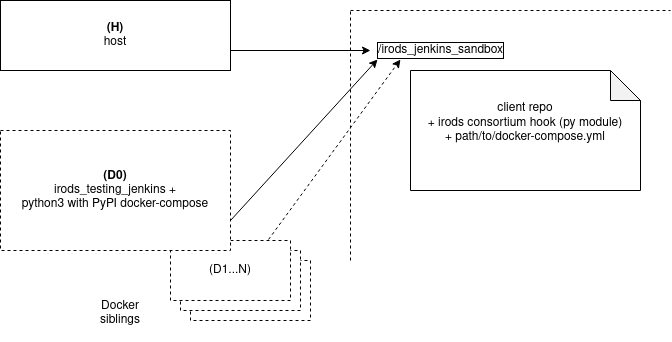 (H)
host
/irods_jenkins_sandbox
client repo
+ irods consortium hook (py module)
+ path/to/docker-compose.yml
(D0)
irods_testing_jenkins +
python3 with PyPI docker-compose
(D1...N)
Docker
siblings